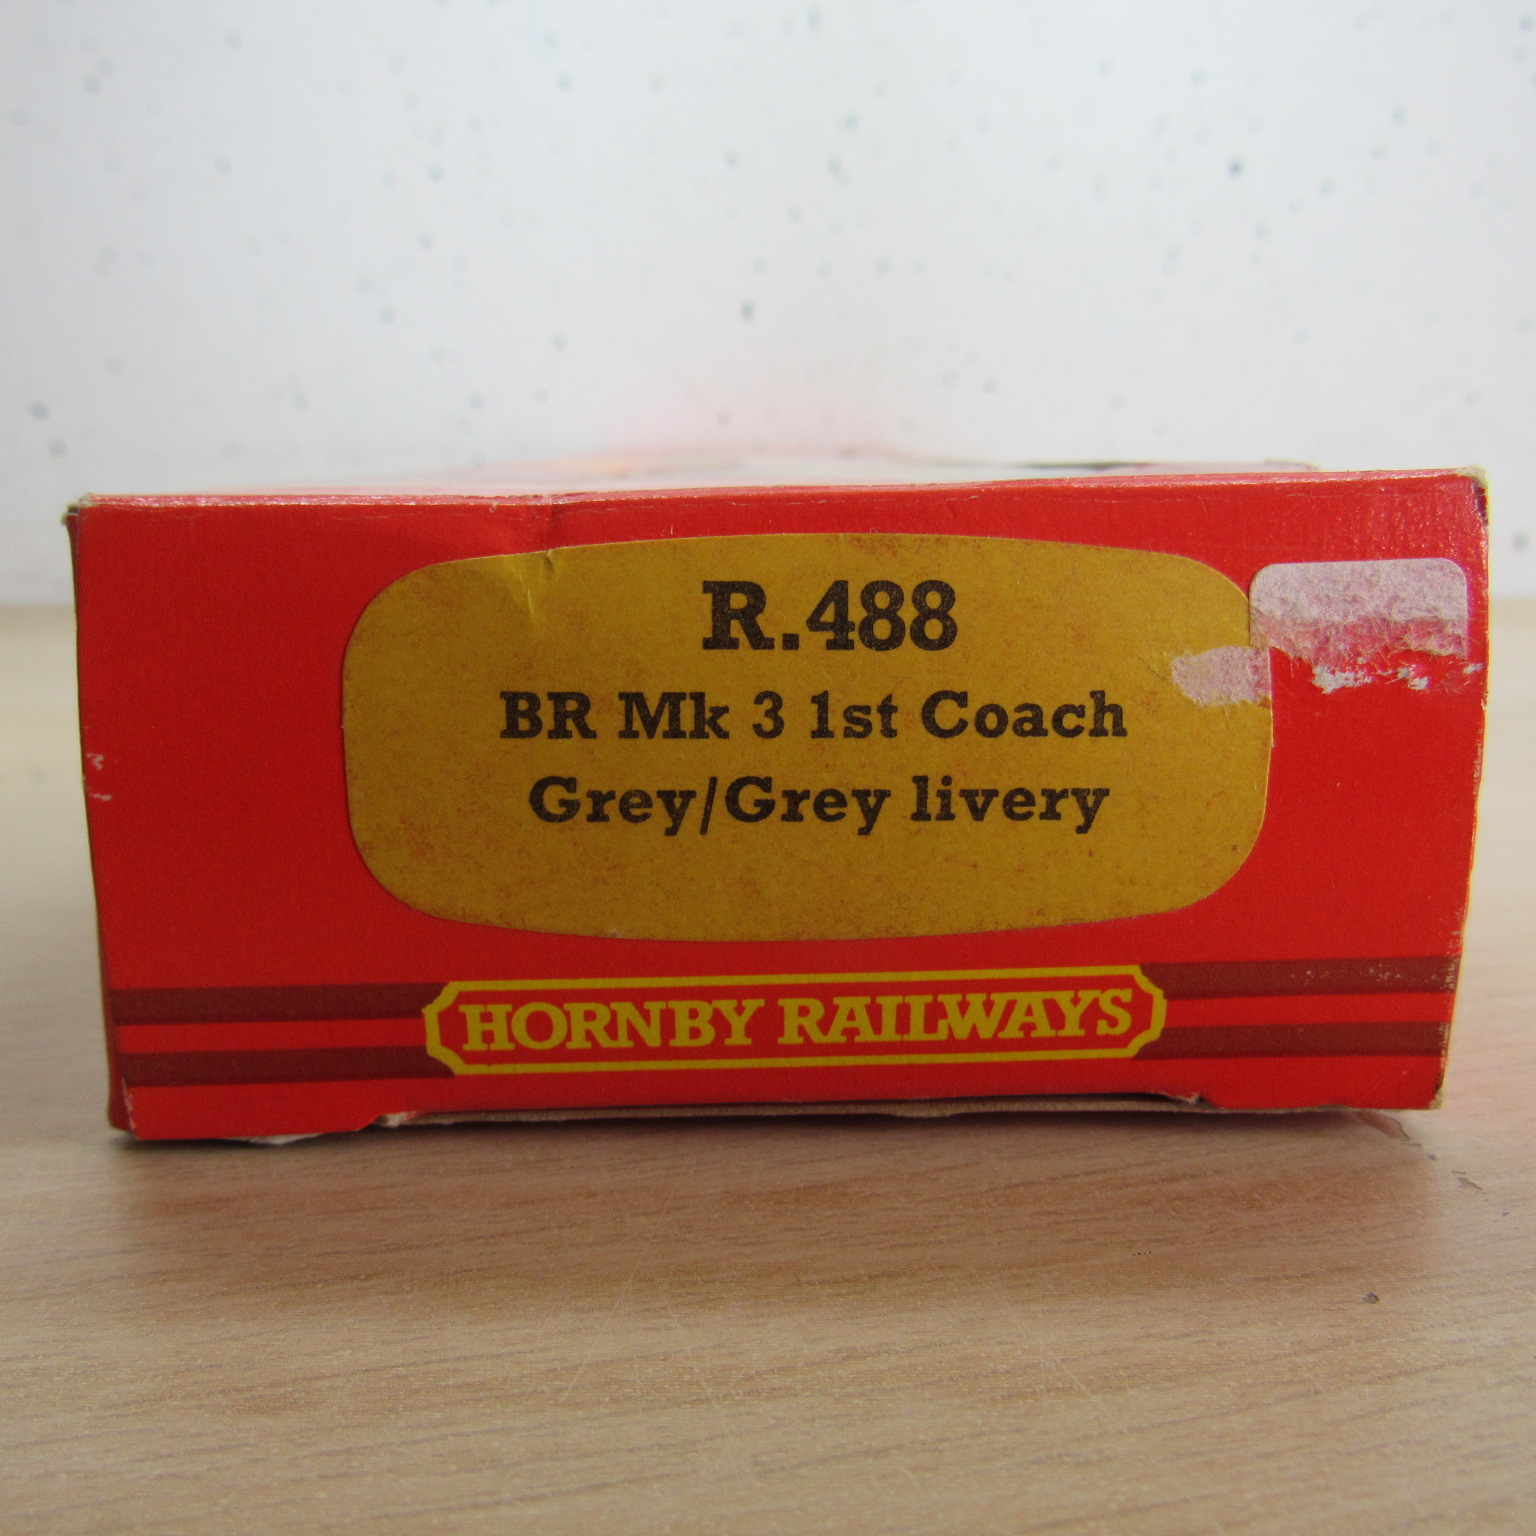 R.488
BR Mk 3 1st Coach
Grey/Grey livery
HORNBY RAILWAYS